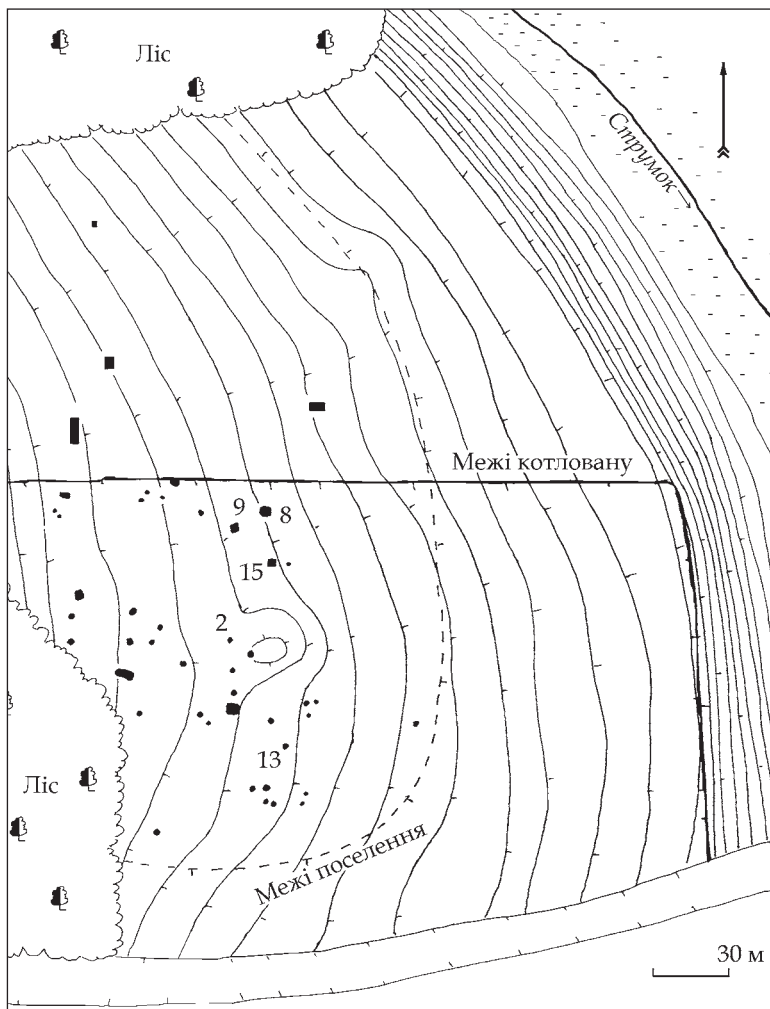 Ліс
Струмок
Межі котловану
9
8
15
2
13
Ліс
Межі поселення
30 м